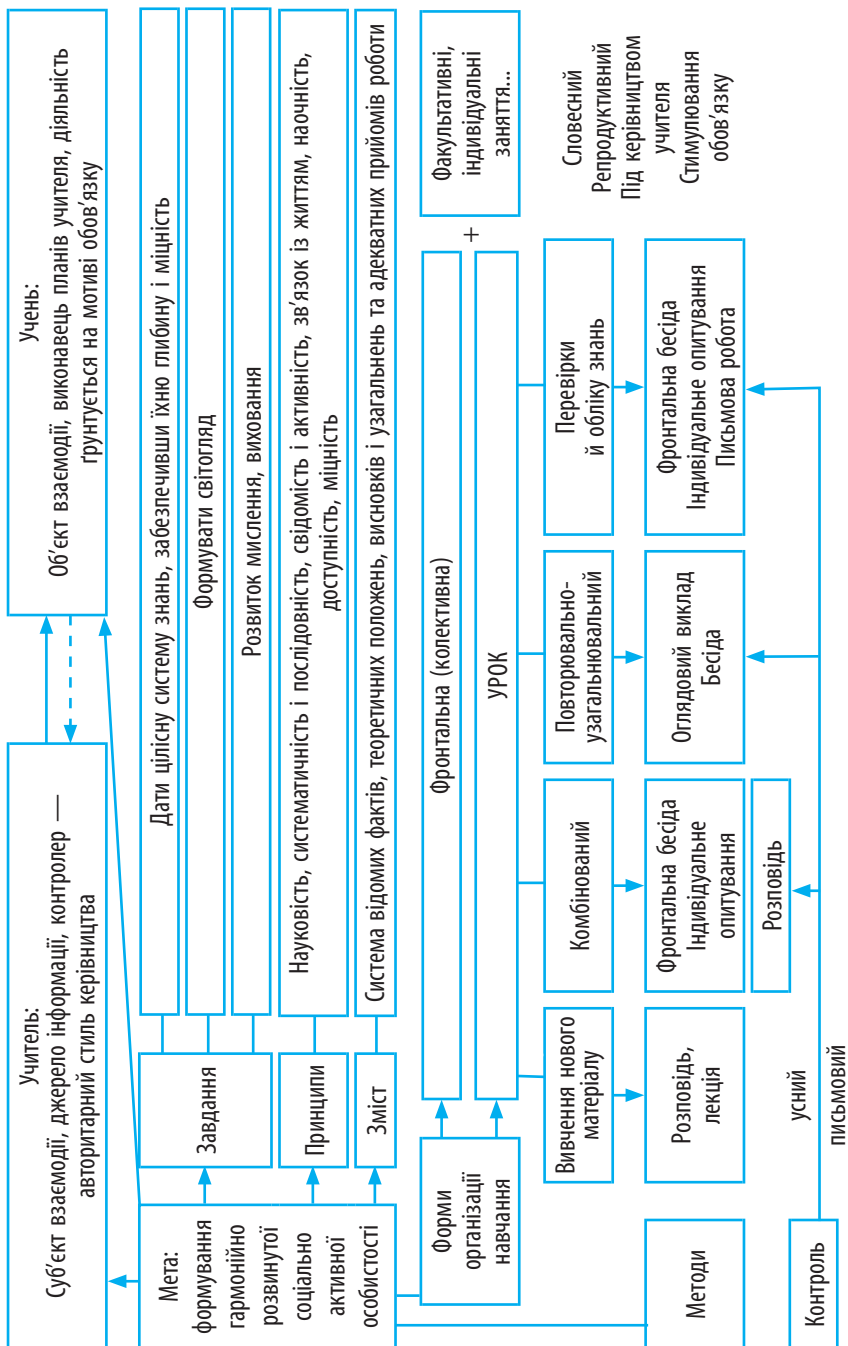 Учитель:
Суб'єкт взаємодії, джерело інформації, контролер —
авторитарний стиль керівництва
Учень:
Об'єкт взаємодії, виконавець планів учителя, діяльність
ґрунтується на мотиві обов'язку
Мета:
формування
гармонійно
розвинутої
соціально
активної
особистості
Завдання
Дати цілісну систему знань, забезпечивши їхню глибину і міцність
Формувати світогляд
Розвиток мислення, виховання
Принципи
Науковість, систематичність і послідовність, свідомість і активність, зв'язок із життям, наочність,
доступність, міцність
Зміст
Система відомих фактів, теоретичних положень, висновків і узагальнень та адекватних прийомів роботи
Форми
організації
навчання
Фронтальна (колективна)
УРОК
+
Факультативні,
індивідуальні
заняття...
Вивчення нового
матеріалу
Комбінований
Повторювально-
узагальнювальний
Перевірки
й обліку знань
Словесний
Репродуктивний
Під керівництвом
учителя
Стимулювання
обов'язку
Методи
Розповідь,
лекція
Фронтальна бесіда
Індивідуальне
опитування
Розповідь
Оглядовий виклад
Бесіда
Фронтальна бесіда
Індивідуальне опитування
Письмова робота
Контроль
усний
письмовий